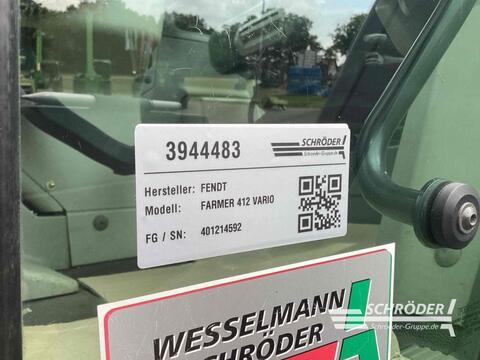 3944483
SCHRÖDER
Schröder-Gruppe.de
Hersteller: FENDT
Modell: FARMER 412 VARIO
FG / SN: 401214592
WESSELMANN
SCHRÖDER
SCHRÖDER
Schröder-Gruppe.de